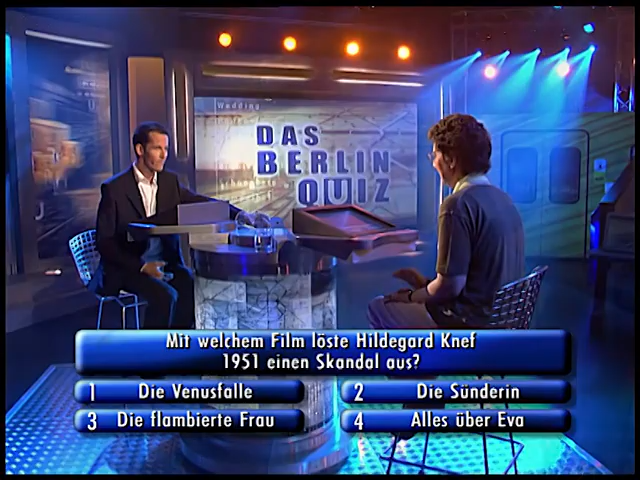 Wedding
DAS
BERLIN
QUIZ
Mit welchem Film löste Hildegard Knef
1951 einen Skandal aus?
1 Die Venusfalle
2 Die Sünderin
3 Die flambierte Frau
4 Alles über Eva